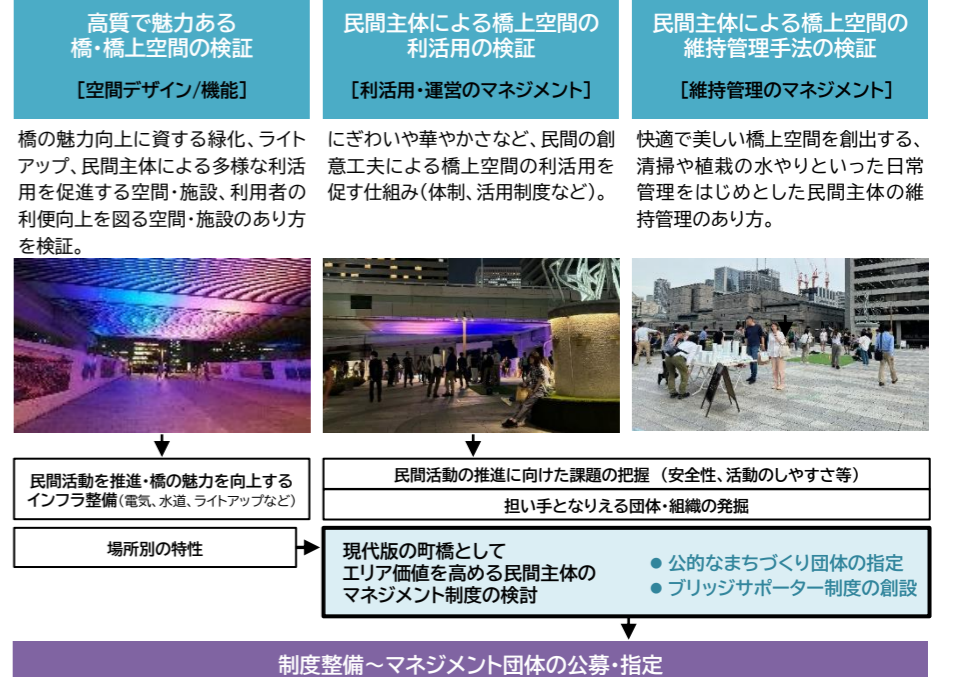 高質で魅力ある
橋・橋上空間の検証
［空間デザイン/機能］
橋の魅力向上に資する緑化、ライト
アップ、民間主体による多様な利活
用を促進する空間・施設、利用者の
利便向上を図る空間・施設のあり方
を検証。
民間主体による橋上空間の
利活用の検証
［利活用・運営のマネジメント］
にぎわいや華やかさなど、民間の創
意工夫による橋上空間の利活用を
促す仕組み（体制、活用制度など）。
民間主体による橋上空間の
維持管理手法の検証
［維持管理のマネジメント］
快適で美しい橋上空間を創出する、
清掃や植栽の水やりといった日常
管理をはじめとした民間主体の維
持管理のあり方。
民間活動を推進・橋の魅力を向上する
インフラ整備（電気、水道、ライトアップなど）
民間活動の推進に向けた課題の把握 （安全性、活動のしやすさ等）
担い手となりえる団体・組織の発掘
場所別の特性
現代版の町橋として
エリア価値を高める民間主体の
マネジメント制度の検討
● 公的なまちづくり団体の指定
● ブリッジサポーター制度の創設
制度整備～マネジメント団体の公募・指定